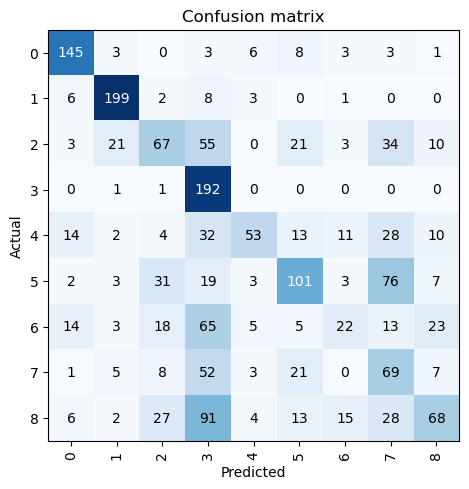 Confusion matrix
0 145 3 0 3 6 8 3 3 1
1 6 199 2 8 3 0 1 0 0
2 3 21 67 55 0 21 3 34 10
3 0 1 1 192 0 0 0 0 0
4 14 2 4 32 53 13 11 28 10
5 2 3 31 19 3 101 3 76 7
6 14 3 18 65 5 5 22 13 23
7 1 5 8 52 3 21 0 69 7
8 6 2 27 91 4 13 15 28 68
Actual
0 1 2 3 4 5 6 7 8
Predicted